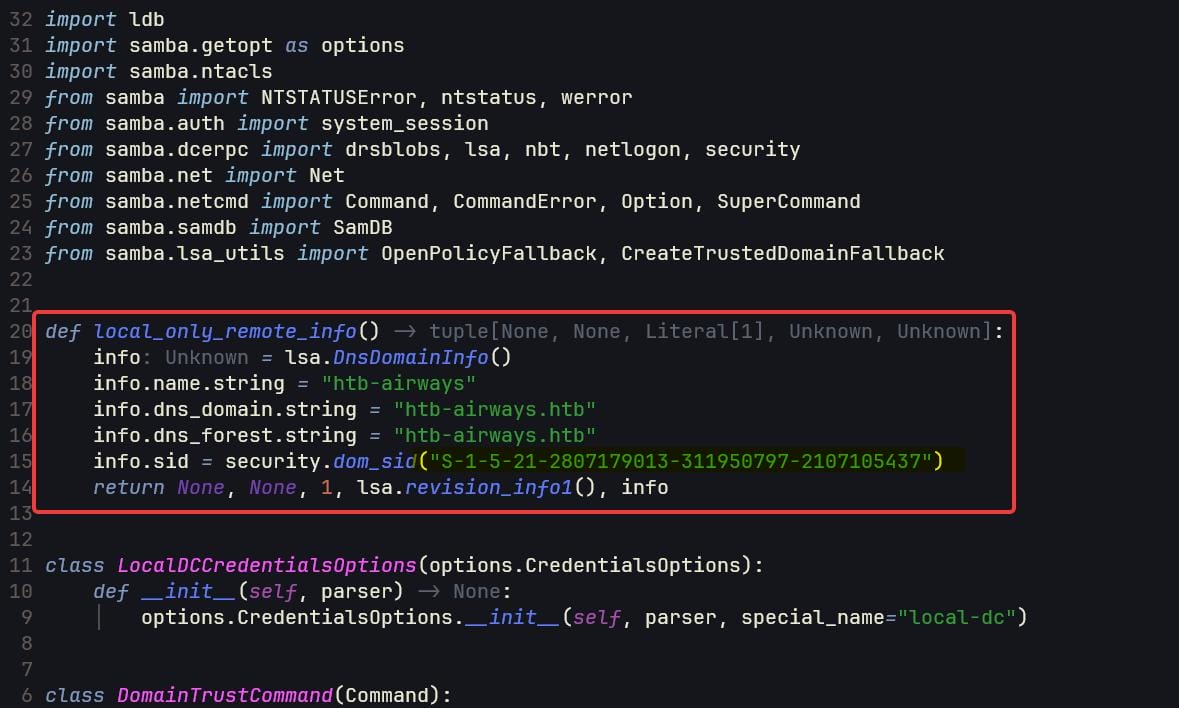 32 import ldb
31 import samba.getopt as options
30 import samba.ntacls
29 from samba import NTSTATUSError, ntstatus, werror
28 from samba.auth import system_session
27 from samba.dcerpc import drsblobs, lsa, nbt, netlogon, security
26 from samba.net import Net
25 from samba.netcmd import Command, CommandError, Option, SuperCommand
24 from samba.samdb import SamDB
23 from samba.lsa_utils import OpenPolicyFallback, CreateTrustedDomainFallback
22
21
20 def local_only_remote_info() -> tuple[None, None, Literal[1], Unknown, Unknown]:
19     info: Unknown = lsa.DnsDomainInfo()
18     info.name.string = "htb-airways"
17     info.dns_domain.string = "htb-airways.htb"
16     info.dns_forest.string = "htb-airways.htb"
15     info.sid = security.dom_sid("S-1-5-21-2807179013-311950797-2107105437")
14     return None, None, 1, lsa.revision_info1(), info
13
12
11 class LocalDCCredentialsOptions(options.CredentialsOptions):
10     def __init__(self, parser) -> None:
9         options.CredentialsOptions.__init__(self, parser, special_name="local-dc")
8
7
6 class DomainTrustCommand(Command):